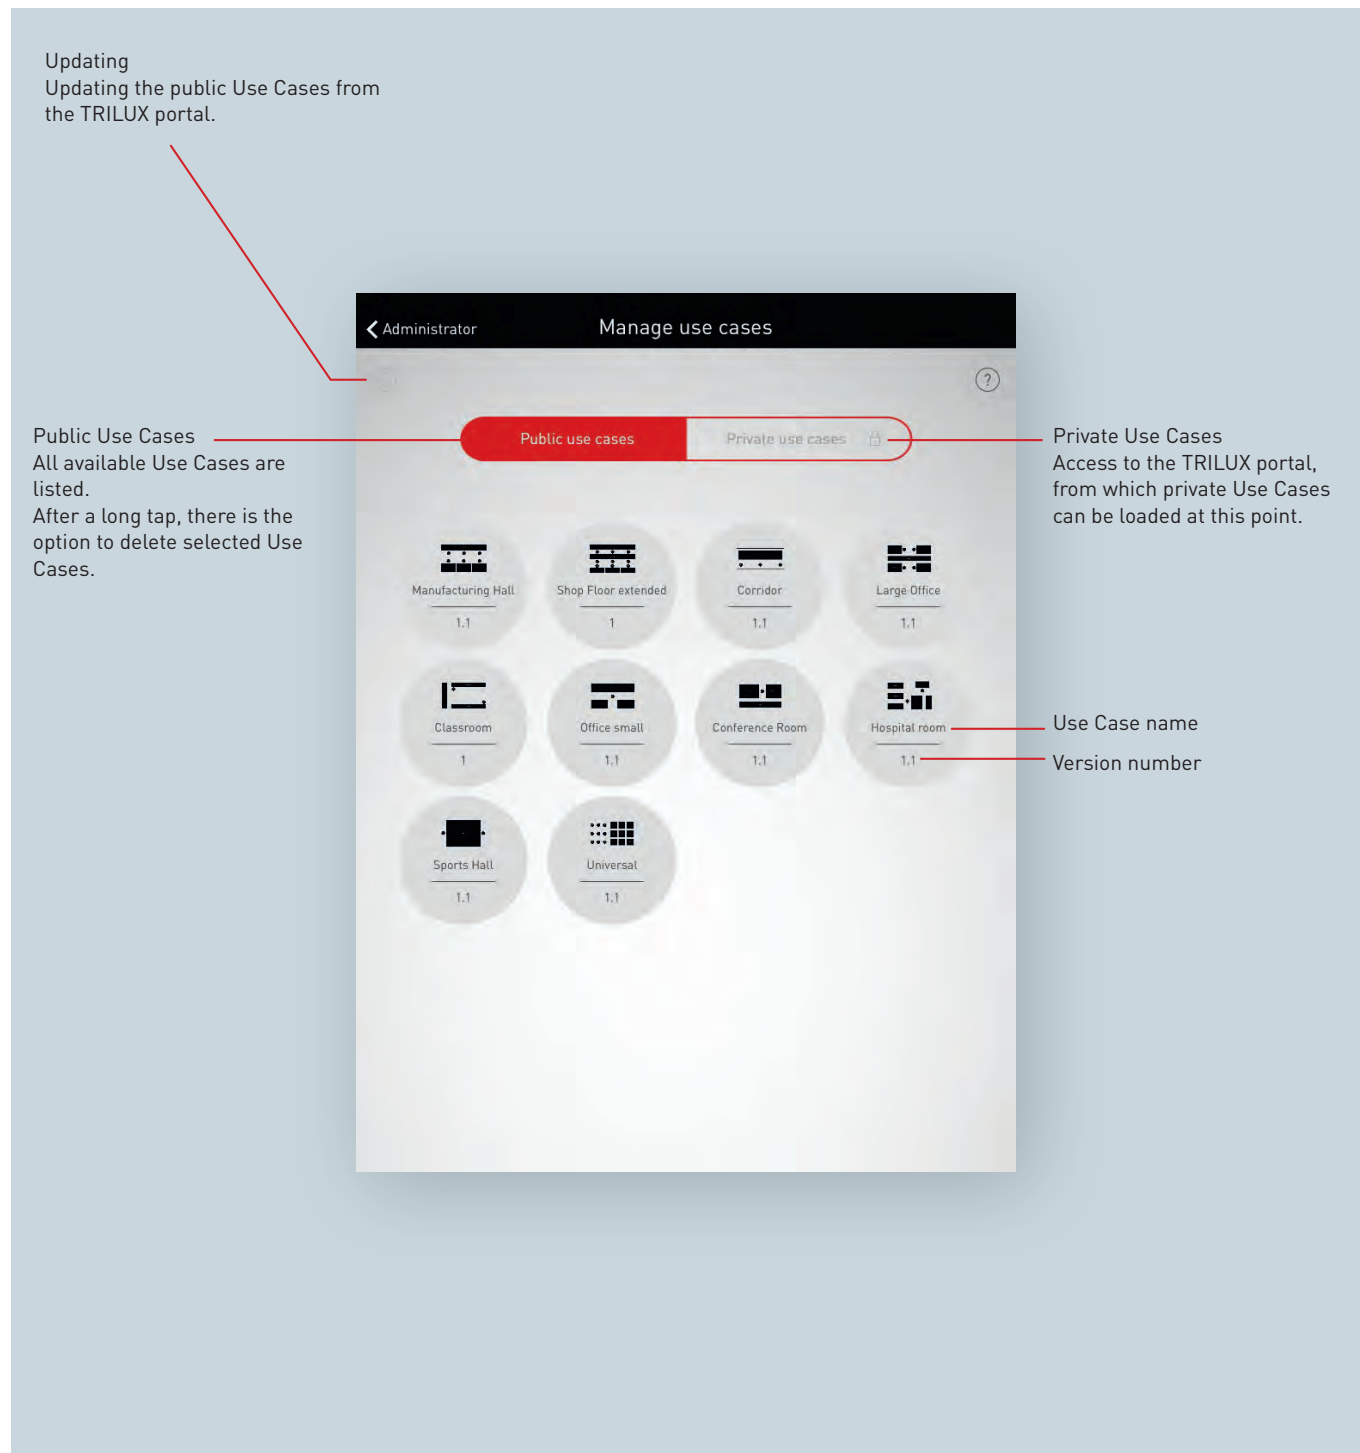 Updating
Updating the public Use Cases from
the TRILUX portal.
Administrator
Manage use cases
?
Public Use Cases
All available Use Cases are
listed.
After a long tap, there is the
option to delete selected Use
Cases.
Public use cases
Private use cases
Private Use Cases
Access to the TRILUX portal,
from which private Use Cases
can be loaded at this point.
Manufacturing Hall
1.1
Shop Floor extended
1
Corridor
1.1
Large Office
1.1
Classroom
1
Office small
1.1
Conference Room
1.1
Hospital room
1.1
Use Case name
Version number
Sports Hall
1.1
Universal
1.1